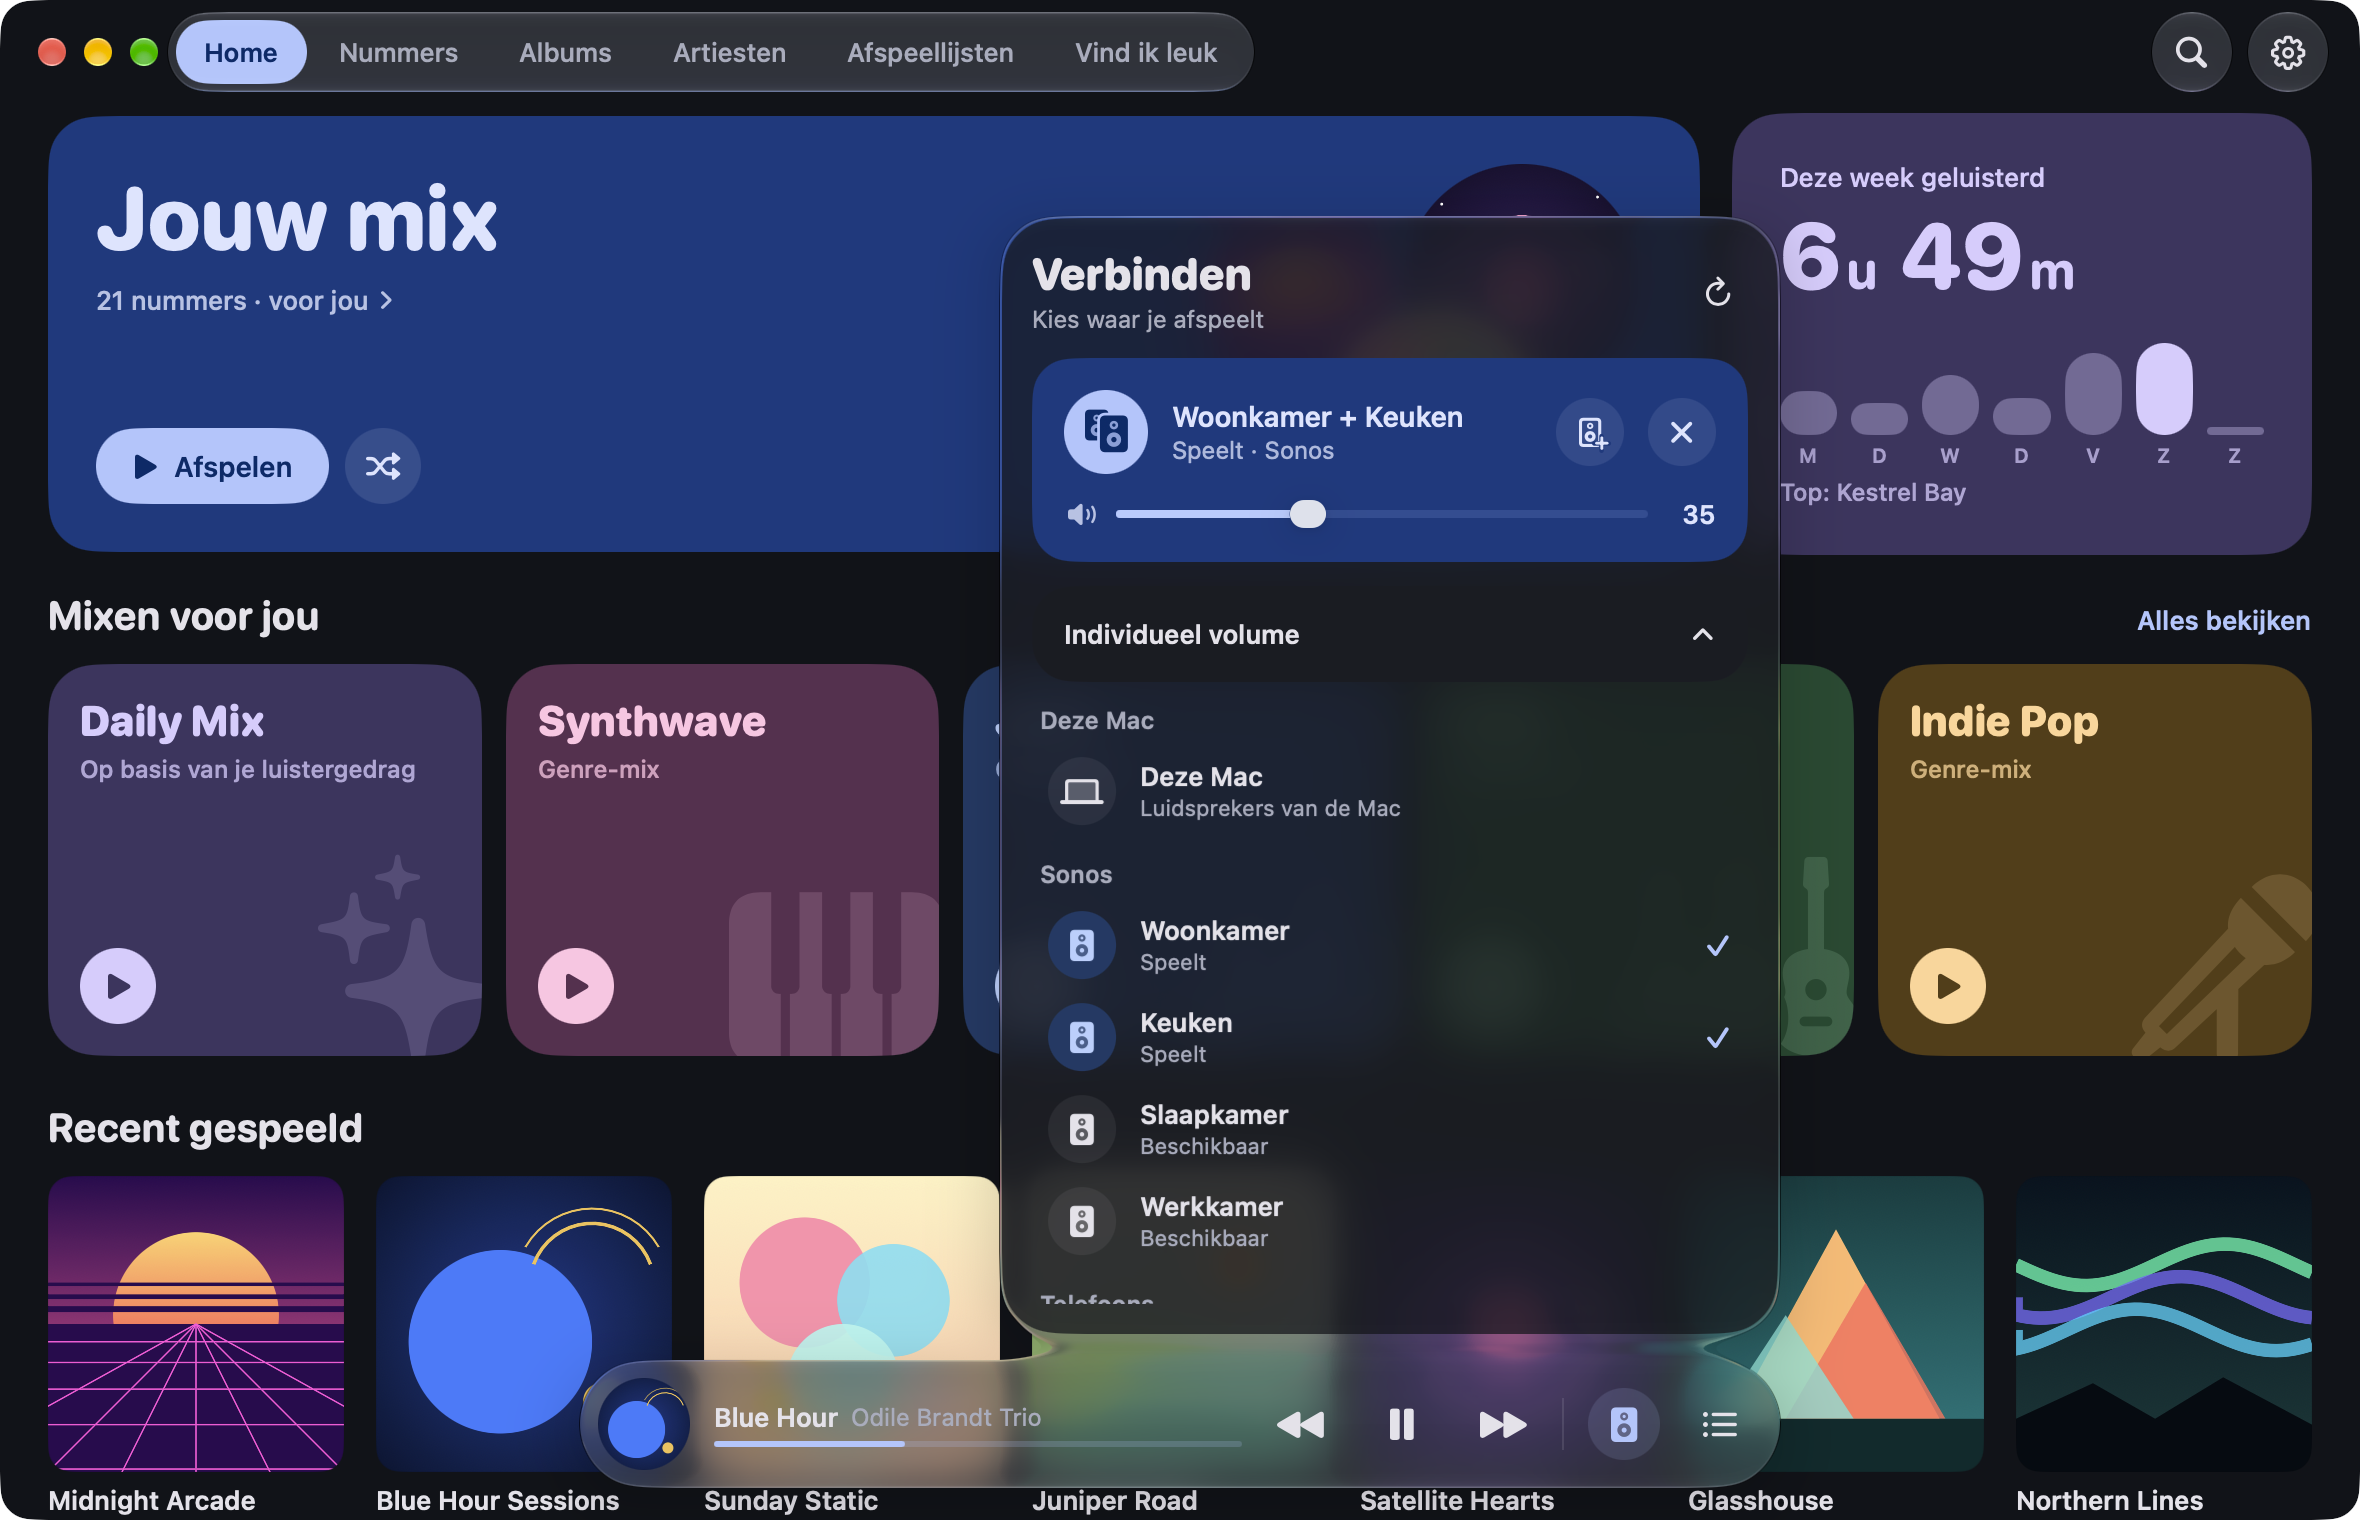 Home Nummers Albums Artiesten Afspeellijsten Vind ik leuk
Jouw mix
21 nummers · voor jou
Afspelen
Deze week geluisterd
6u 49m
M D W D V Z Z
Top: Kestrel Bay
Verbinden
Kies waar je afspeelt
Woonkamer + Keuken
Speelt · Sonos
35
Individueel volume
Deze Mac
Deze Mac
Luidsprekers van de Mac
Sonos
Woonkamer
Speelt
Keuken
Speelt
Slaapkamer
Beschikbaar
Werkkamer
Beschikbaar
Telefoons
Mixen voor jou
Alles bekijken
Daily Mix
Op basis van je luistergedrag
Synthwave
Genre-mix
Indie Pop
Genre-mix
Recent gespeeld
Blue Hour Odile Brandt Trio
Midnight Arcade
Blue Hour Sessions
Sunday Static
Juniper Road
Satellite Hearts
Glasshouse
Northern Lines